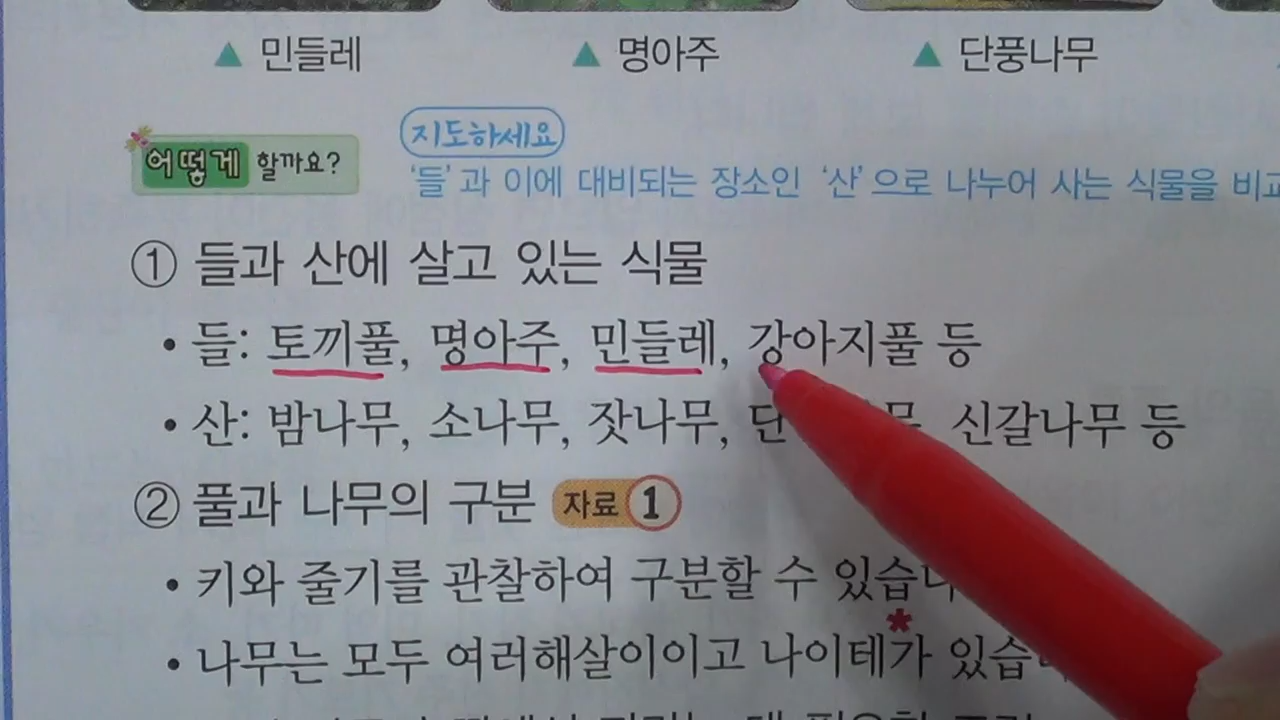 ▲ 민들레 ▲ 명아주 ▲ 단풍나무
어떻게 할까요? 지도하세요
'들'과 이에 대비되는 장소인 '산'으로 나누어 사는 식물을
① 들과 산에 살고 있는 식물
• 들: 토끼풀, 명아주, 민들레, 강아지풀 등
• 산: 밤나무, 소나무, 잣나무, 신갈나무 등
② 풀과 나무의 구분 자료 1
• 키와 줄기를 관찰하여 구분할 수
• 나무는 모두 여러해살이이고 나이테*가